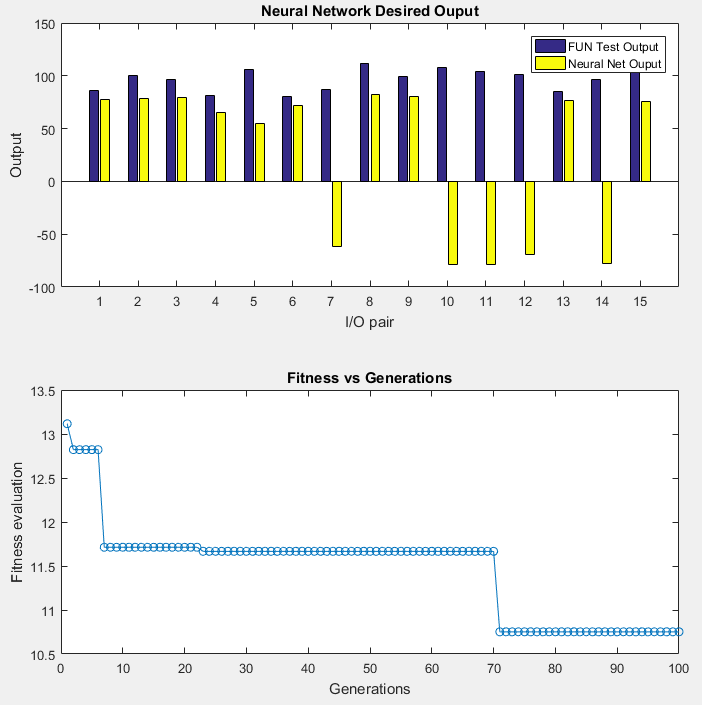 Neural Network Desired Ouput
150
100
50
0
-50
-100
Output
FUN Test Output
Neural Net Ouput
1 2 3 4 5 6 7 8 9 10 11 12 13 14 15
I/O pair
Fitness vs Generations
13.5
13
12.5
12
11.5
11
10.5
Fitness evaluation
0 10 20 30 40 50 60 70 80 90 100
Generations